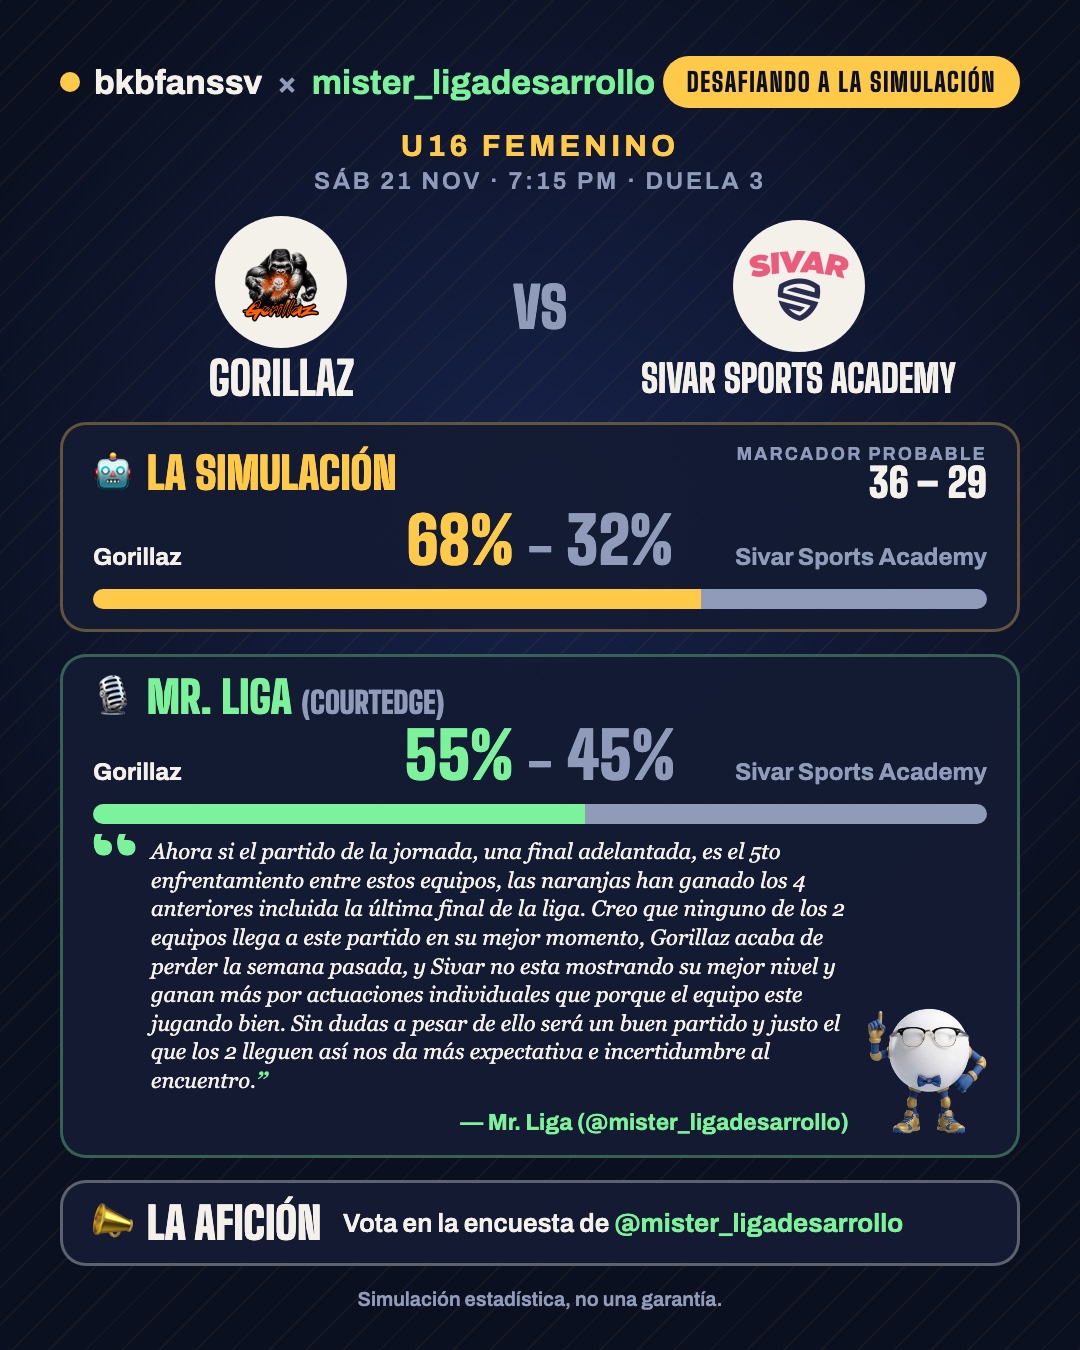 bkbfanssv × mister_ligadesarrollo DESAFIANDO A LA SIMULACIÓN
U16 FEMENINO
SÁB 21 NOV · 7:15 PM · DUELA 3
Gorillaz
SIVAR
VS
GORILLAZ
SIVAR SPORTS ACADEMY
LA SIMULACIÓN
MARCADOR PROBABLE
36 – 29
Gorillaz 68% – 32% Sivar Sports Academy
MR. LIGA (COURTEDGE)
Gorillaz 55% – 45% Sivar Sports Academy
“ Ahora si el partido de la jornada, una final adelantada, es el 5to
enfrentamiento entre estos equipos, las naranjas han ganado los 4
anteriores incluida la última final de la liga. Creo que ninguno de los 2
equipos llega a este partido en su mejor momento, Gorillaz acaba de
perder la semana pasada, y Sivar no esta mostrando su mejor nivel y
ganan más por actuaciones individuales que porque el equipo este
jugando bien. Sin dudas a pesar de ello será un buen partido y justo el
que los 2 lleguen así nos da más expectativa e incertidumbre al
encuentro.”
— Mr. Liga (@mister_ligadesarrollo)
LA AFICIÓN Vota en la encuesta de @mister_ligadesarrollo
Simulación estadística, no una garantía.